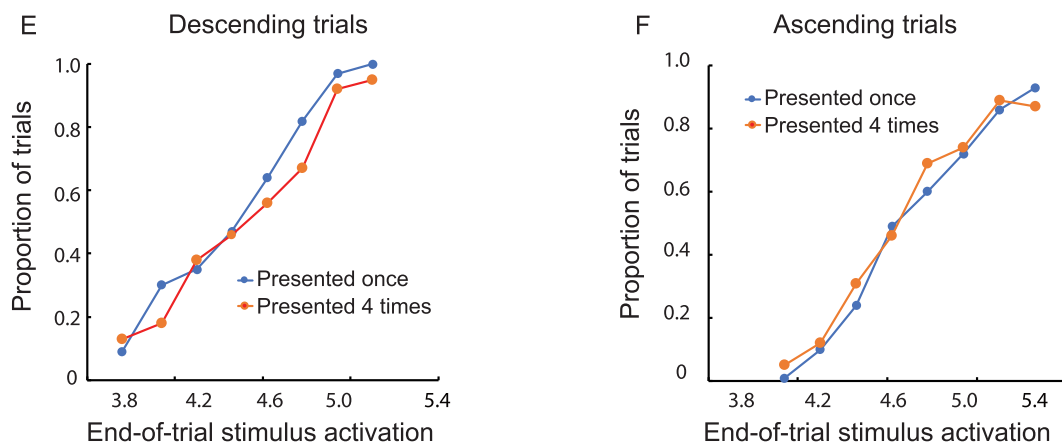 E
Descending trials
Proportion of trials
1.0
0.8
0.6
0.4
0.2
0
Presented once
Presented 4 times
3.8 4.2 4.6 5.0 5.4
End-of-trial stimulus activation
F
Ascending trials
Proportion of trials
1.0
0.8
0.6
0.4
0.2
0
Presented once
Presented 4 times
3.8 4.2 4.6 5.0 5.4
End-of-trial stimulus activation